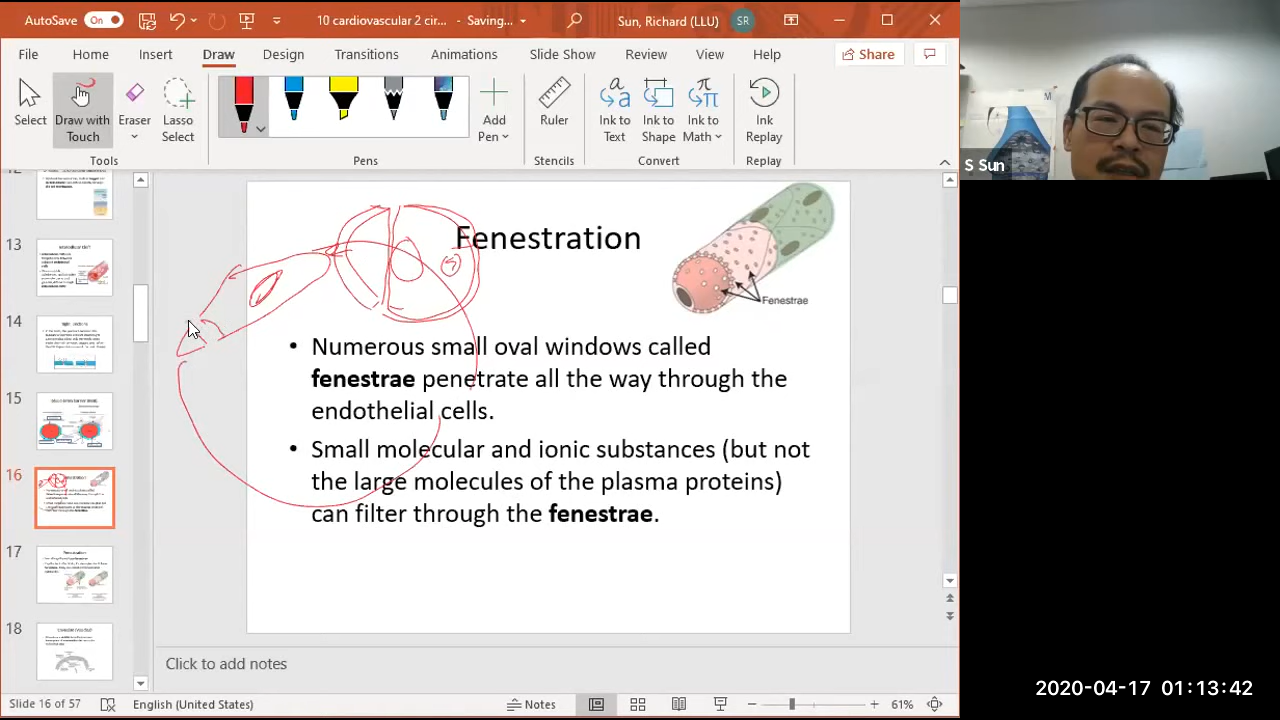 AutoSave On 10 cardiovascular 2 cir... - Saving... Sun, Richard (LLU) SR
File Home Insert Draw Design Transitions Animations Slide Show Review View Help Share
Select
Draw with Touch
Eraser
Lasso Select
Add Pen
Ruler
Ink to Text
Ink to Shape
Ink to Math
Ink Replay
Tools Pens Stencils Convert Replay
S Sun
13
14
15
16
17
18
Fenestration
Fenestrae
• Numerous small oval windows called
fenestrae penetrate all the way through the
endothelial cells.
• Small molecular and ionic substances (but not
the large molecules of the plasma proteins)
can filter through the fenestrae.
Click to add notes
Slide 16 of 57 English (United States) Notes 61%
2020-04-17 01:13:42